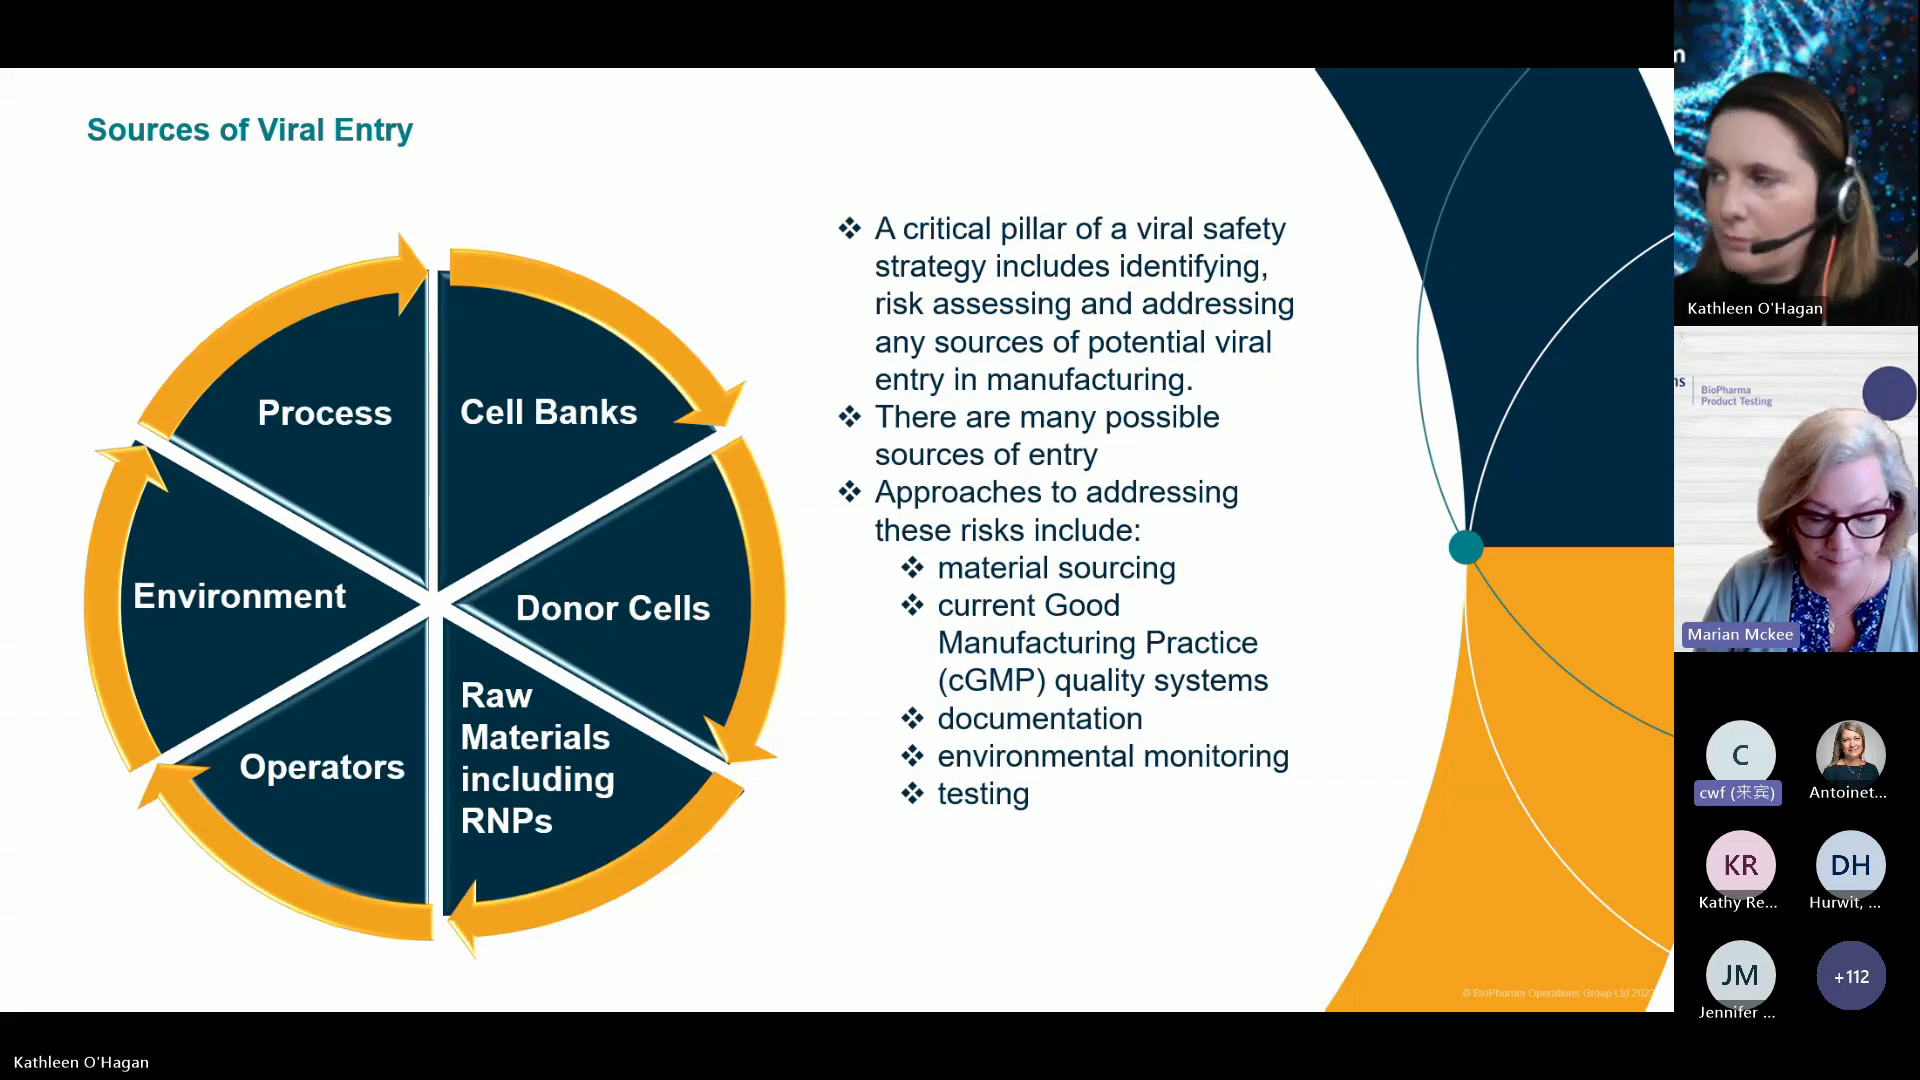 Sources of Viral Entry
Process
Cell Banks
Environment
Donor Cells
Operators
Raw
Materials
including
RNPs
❖ A critical pillar of a viral safety
strategy includes identifying,
risk assessing and addressing
any sources of potential viral
entry in manufacturing.
❖ There are many possible
sources of entry
❖ Approaches to addressing
these risks include:
❖ material sourcing
❖ current Good
Manufacturing Practice
(cGMP) quality systems
❖ documentation
❖ environmental monitoring
❖ testing
© BioPhorum Operations Group Ltd
Kathleen O'Hagan
BioPharma
Product Testing
Marian Mckee
C
cwf (来宾)
Antoinet...
KR
Kathy Re...
DH
Hurwit, ...
JM
Jennifer ...
+112
Kathleen O'Hagan